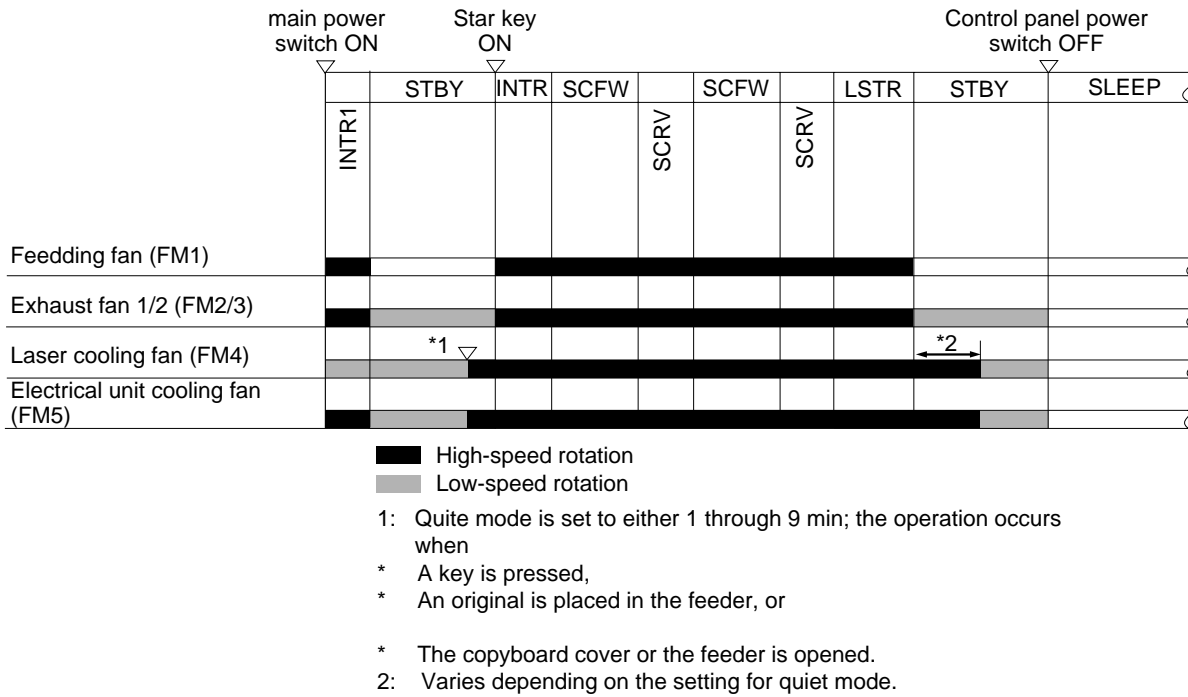 main power
switch ON
Star key
ON
Control panel power
switch OFF
STBY INTR SCFW SCFW LSTR STBY SLEEP
INTR1
SCRV
SCRV
Feedding fan (FM1)
Exhaust fan 1/2 (FM2/3)
Laser cooling fan (FM4)
*1
*2
Electrical unit cooling fan
(FM5)
High-speed rotation
Low-speed rotation
1: Quite mode is set to either 1 through 9 min; the operation occurs
when
* A key is pressed,
* An original is placed in the feeder, or
* The copyboard cover or the feeder is opened.
2: Varies depending on the setting for quiet mode.